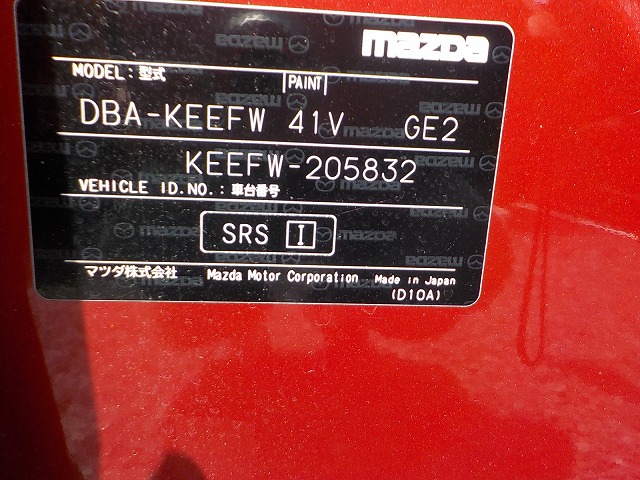 mazda
MODEL: 型式 PAINT
DBA-KEEFW 41V GE2
KEEFW-205832
VEHICLE ID.NO.: 車台番号
SRS I
マツダ株式会社 Mazda Motor Corporation Made in Japan
(D10A)